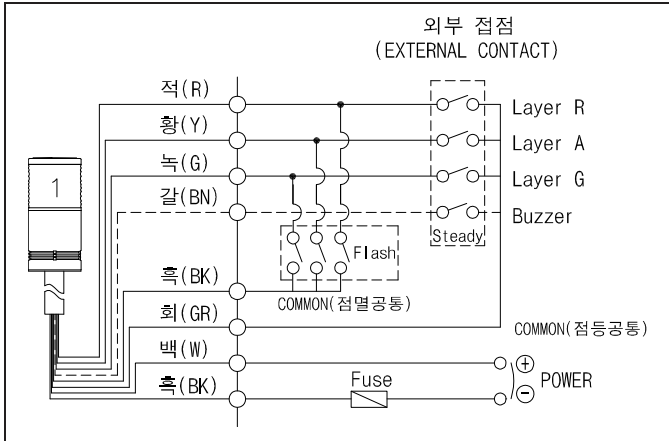 외부 접점
(EXTERNAL CONTACT)
적(R)
Layer R
황(Y)
Layer A
녹(G)
Layer G
갈(BN)
Buzzer
Steady
1
Flash
흑(BK)
COMMON(점멸공통)
회(GR)
COMMON(점등공통)
백(W)
+
POWER
흑(BK)
Fuse
-